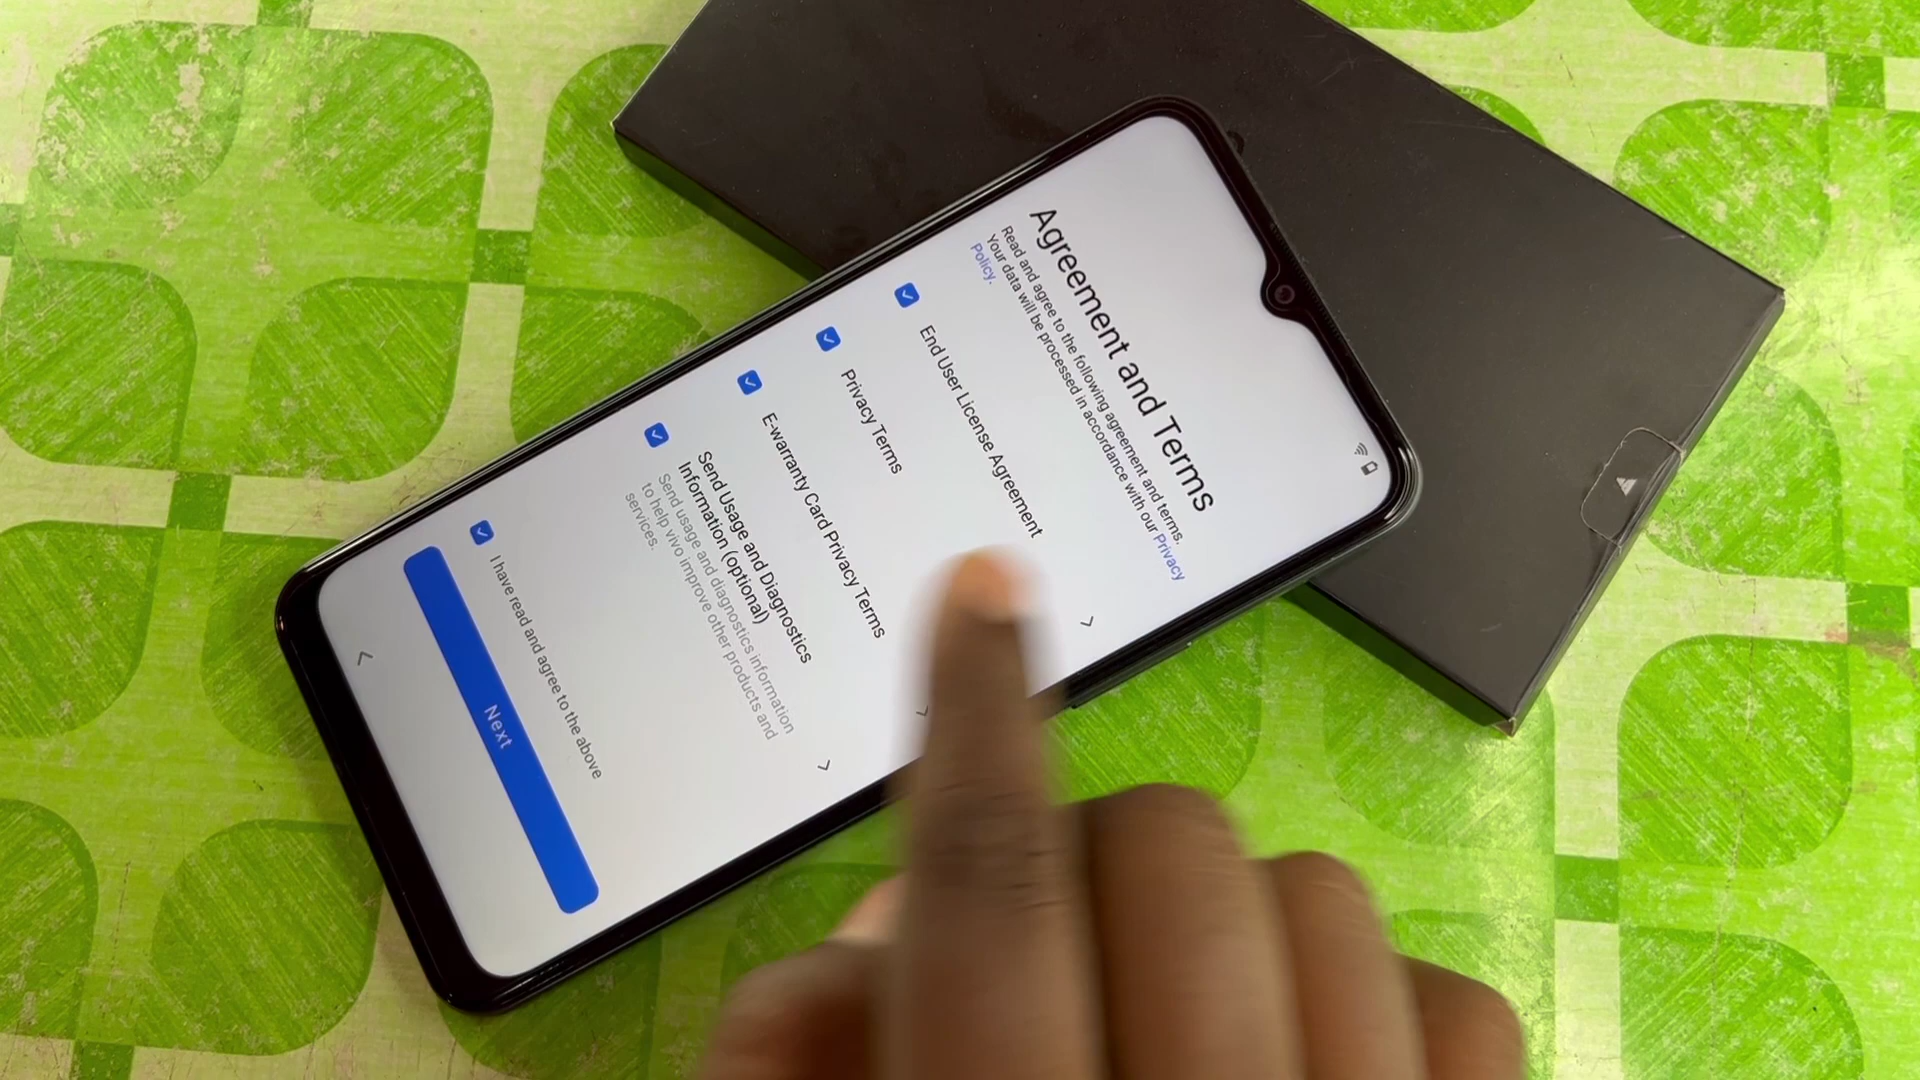 Agreement and Terms
Read and agree to the following agreement and terms.
Your data will be processed in accordance with our Privacy
Policy.
End User License Agreement
Privacy Terms
E-warranty Card Privacy Terms
Send Usage and Diagnostics
Information (optional)
Send usage and diagnostics information
to help vivo improve other products and
services.
I have read and agree to the above
Next